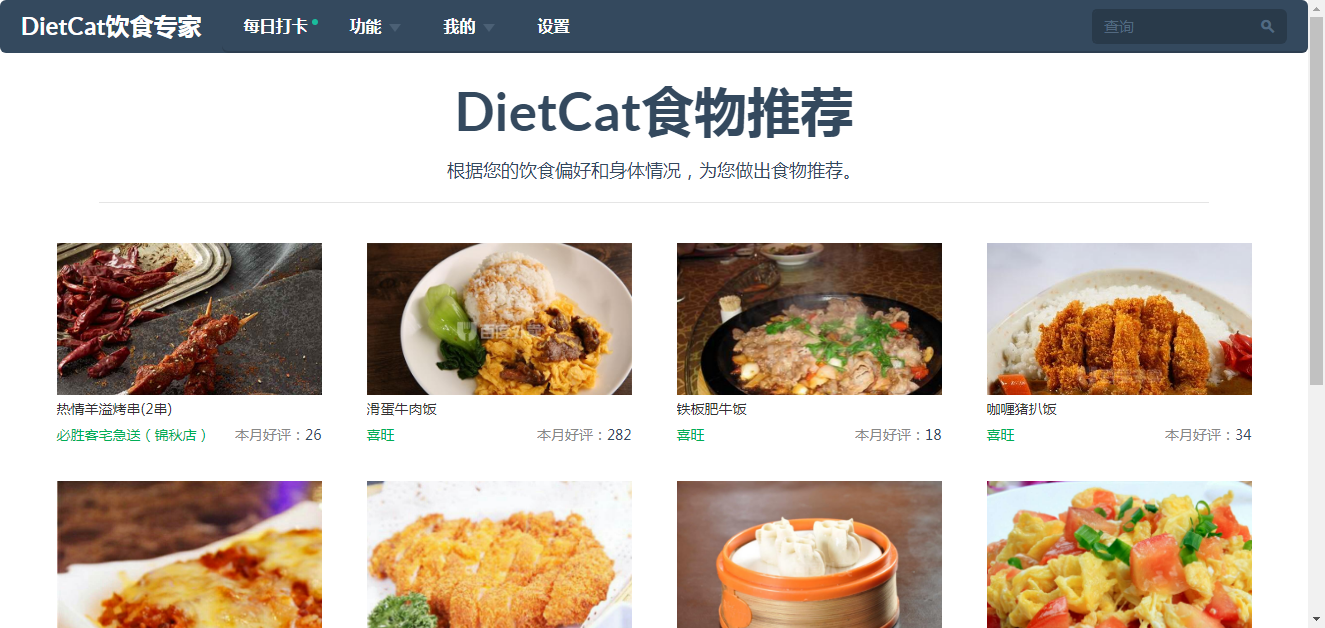 DietCat饮食专家 每日打卡 功能 我的 设置 查询
DietCat食物推荐
根据您的饮食偏好和身体情况，为您做出食物推荐。
热情羊溢烤串(2串) 滑蛋牛肉饭 铁板肥牛饭 咖喱猪扒饭
必胜客宅急送（锦秋店） 本月好评：26 喜旺 本月好评：282 喜旺 本月好评：18 喜旺 本月好评：34